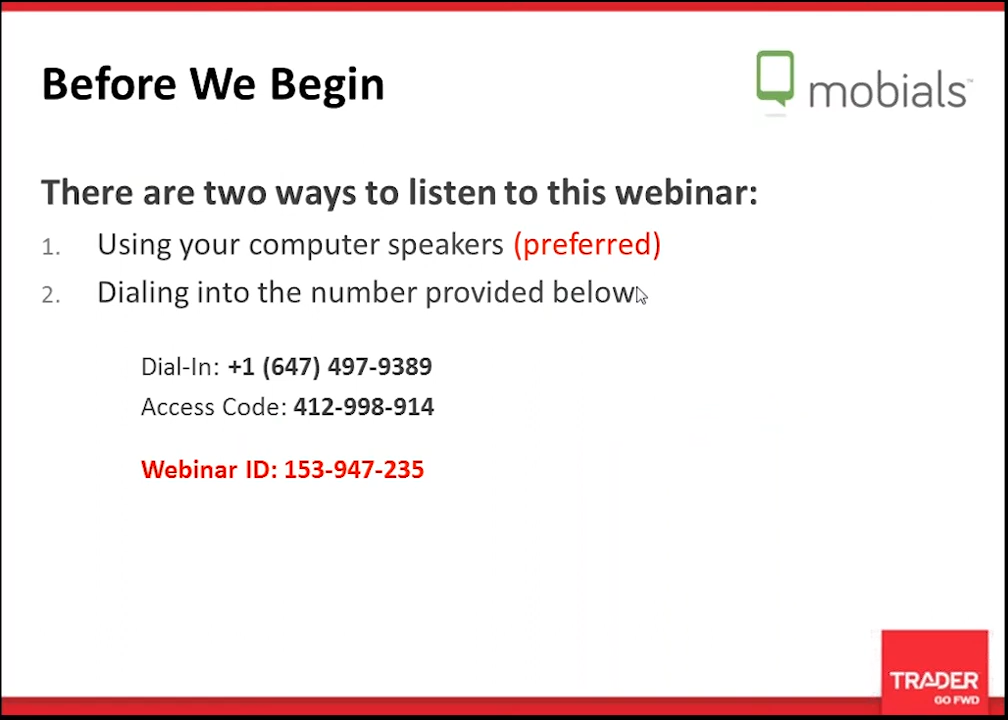 Before We Begin
mobials™
There are two ways to listen to this webinar:
1. Using your computer speakers (preferred)
2. Dialing into the number provided below
Dial-In: +1 (647) 497-9389
Access Code: 412-998-914
Webinar ID: 153-947-235
TRADER
GO FWD